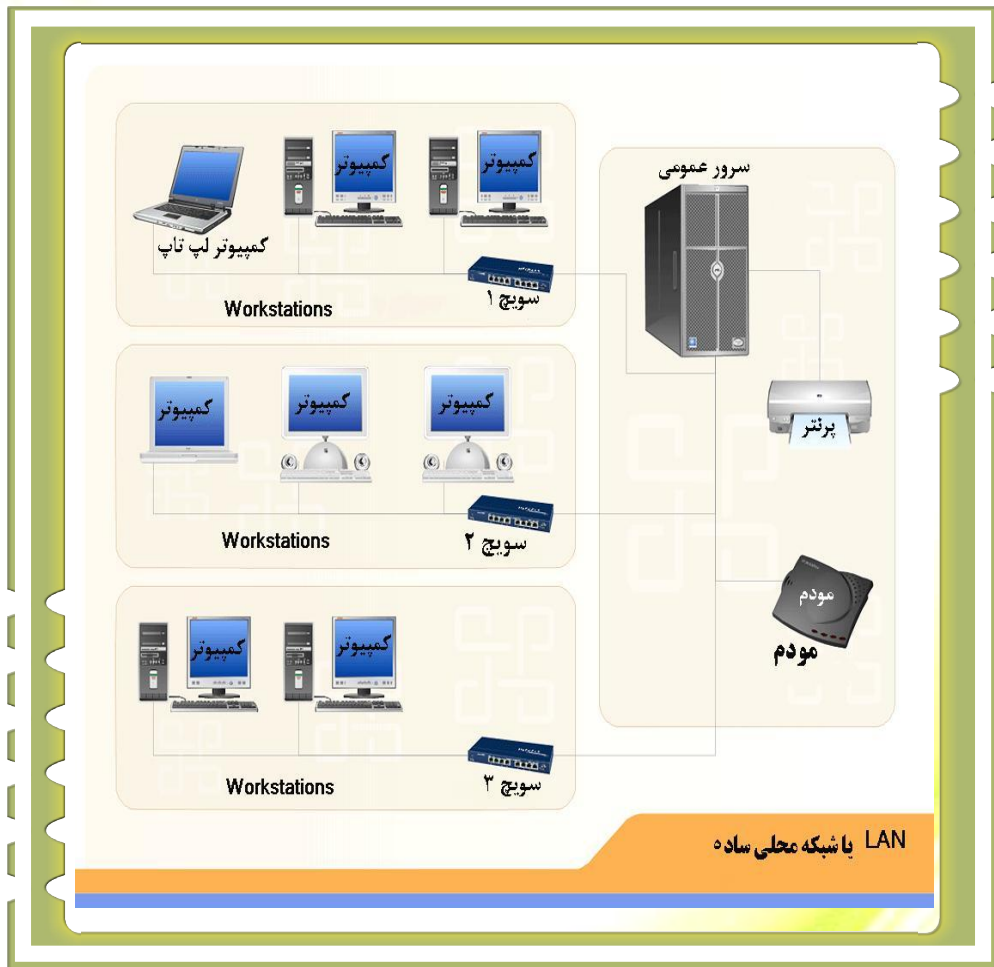 سرور عمومی
کمپیوتر
کمپیوتر
کمپیوتر لپ تاپ
سویچ ۱
Workstations
کمپیوتر
کمپیوتر
کمپیوتر
پرنتر
سویچ ۲
Workstations
مودم
مودم
کمپیوتر
کمپیوتر
سویچ ۳
Workstations
LAN یا شبکه محلی ساده